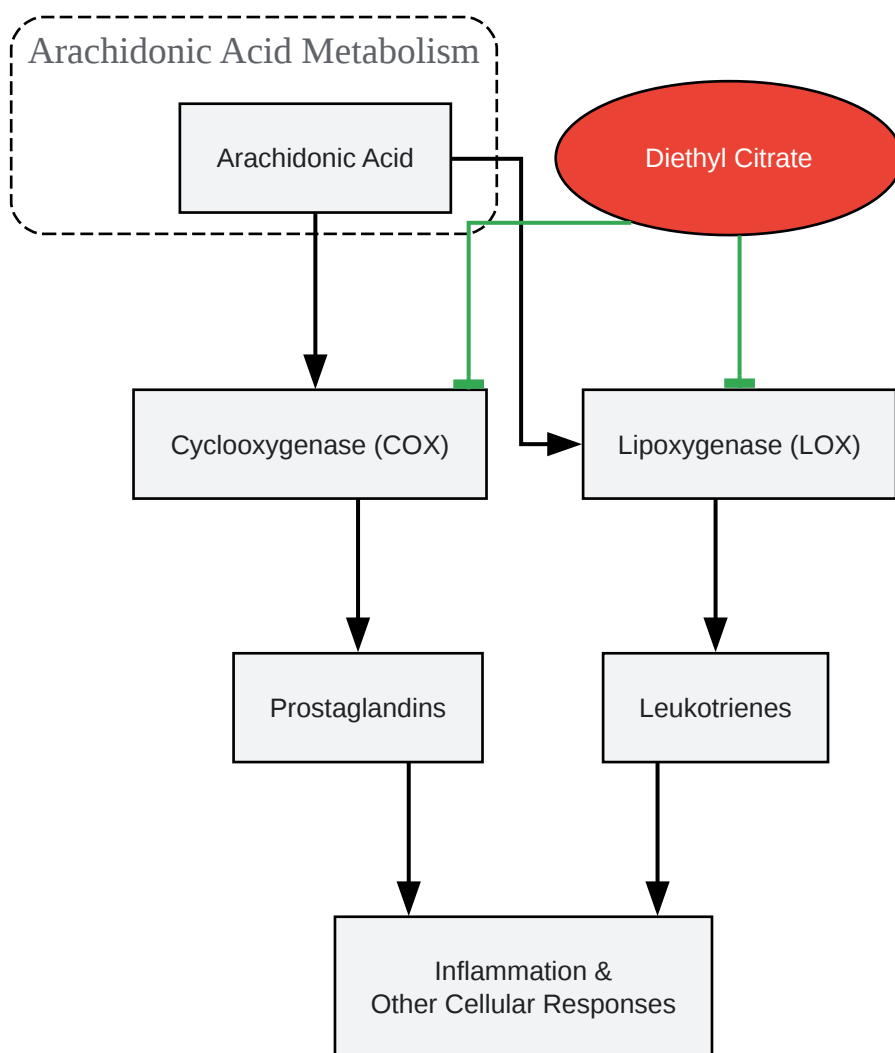 Arachidonic Acid Metabolism
Arachidonic Acid
Diethyl Citrate
Cyclooxygenase (COX)
Lipoxygenase (LOX)
Prostaglandins
Leukotrienes
Inflammation &
Other Cellular Responses